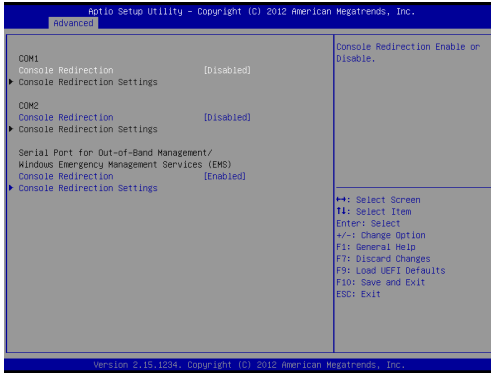 Aptio Setup Utility – Copyright (C) 2012 American Megatrends, Inc.
Advanced
COM1
Console Redirection [Disabled]
▶ Console Redirection Settings
COM2
Console Redirection [Disabled]
▶ Console Redirection Settings
Serial Port for Out-of-Band Management/
Windows Emergency Management Services (EMS)
Console Redirection [Enabled]
▶ Console Redirection Settings
Console Redirection Enable or
Disable.
↔: Select Screen
↑↓: Select Item
Enter: Select
+/-: Change Option
F1: General Help
F7: Discard Changes
F9: Load UEFI Defaults
F10: Save and Exit
ESC: Exit
Version 2.15.1234. Copyright (C) 2012 American Megatrends, Inc.